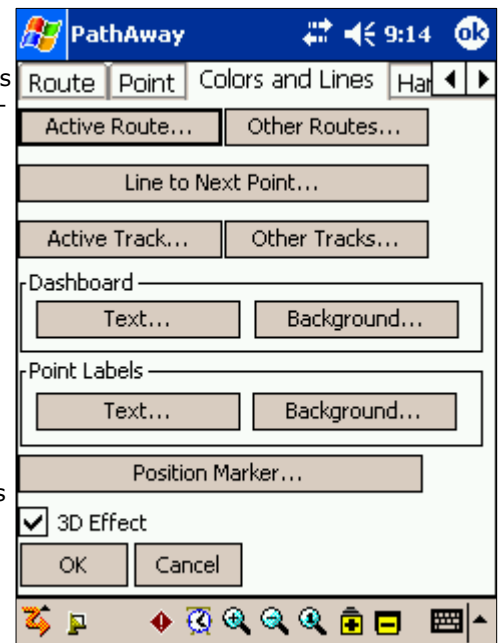 PathAway 9:14 ok
Route Point Colors and Lines
Active Route... Other Routes...
Line to Next Point...
Active Track... Other Tracks...
Dashboard
Text... Background...
Point Labels
Text... Background...
Position Marker...
3D Effect
OK Cancel